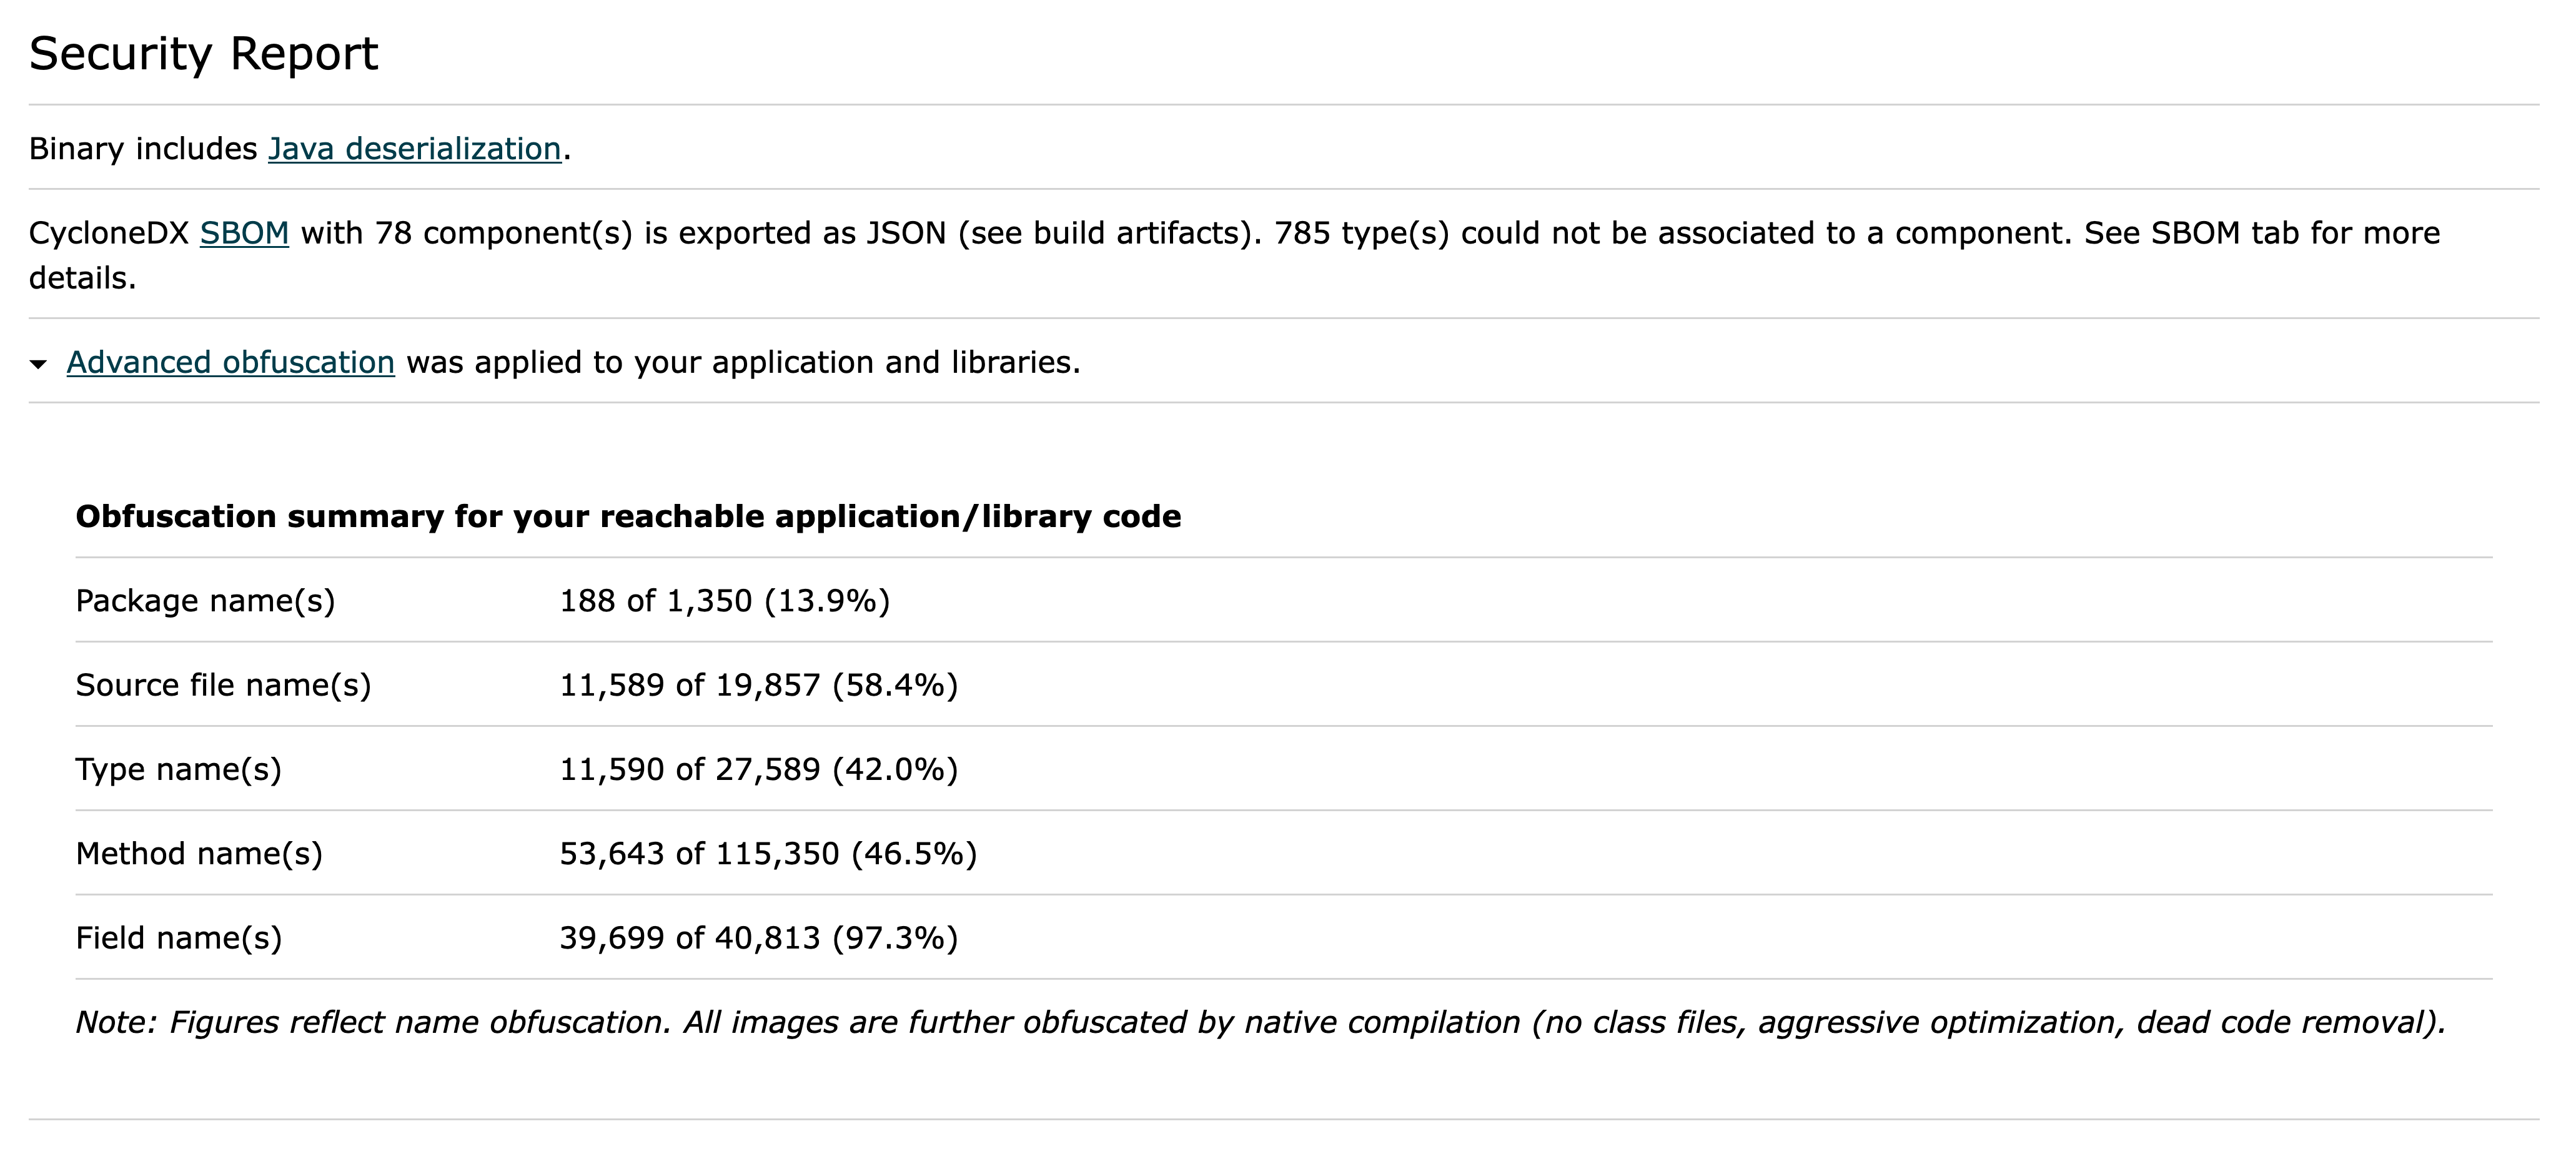 Security Report
Binary includes Java deserialization.
CycloneDX SBOM with 78 component(s) is exported as JSON (see build artifacts). 785 type(s) could not be associated to a component. See SBOM tab for more
details.
Advanced obfuscation was applied to your application and libraries.
Obfuscation summary for your reachable application/library code
Package name(s) 188 of 1,350 (13.9%)
Source file name(s) 11,589 of 19,857 (58.4%)
Type name(s) 11,590 of 27,589 (42.0%)
Method name(s) 53,643 of 115,350 (46.5%)
Field name(s) 39,699 of 40,813 (97.3%)
Note: Figures reflect name obfuscation. All images are further obfuscated by native compilation (no class files, aggressive optimization, dead code removal).